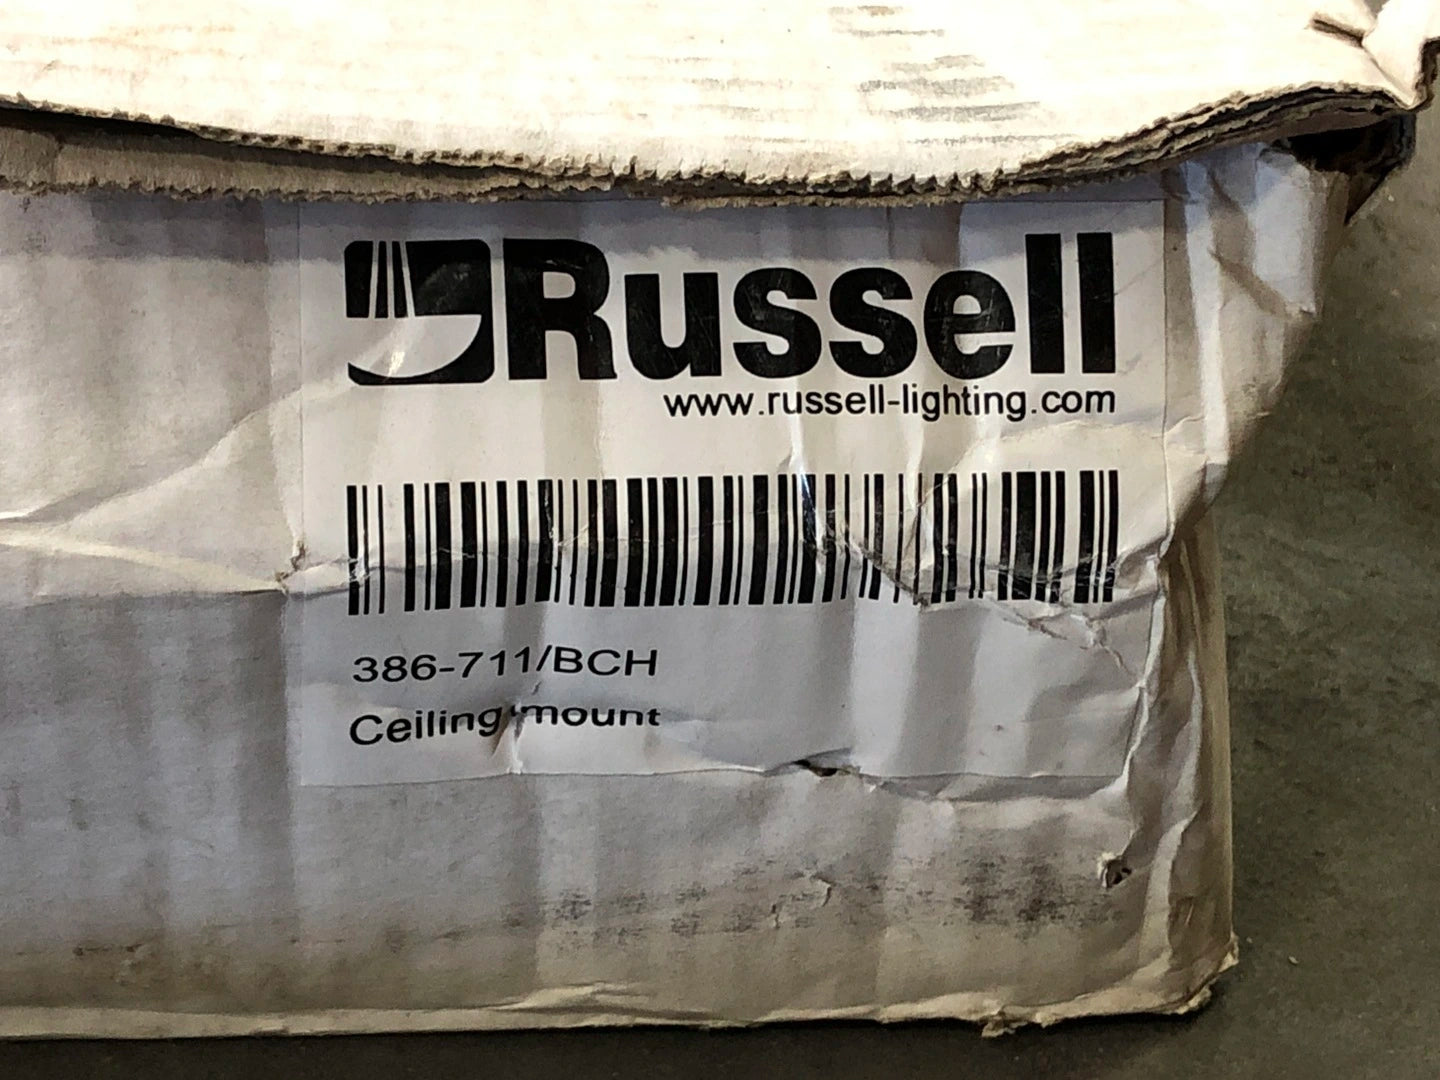 Russell
www.russell-lighting.com
386-711/BCH
Ceiling mount